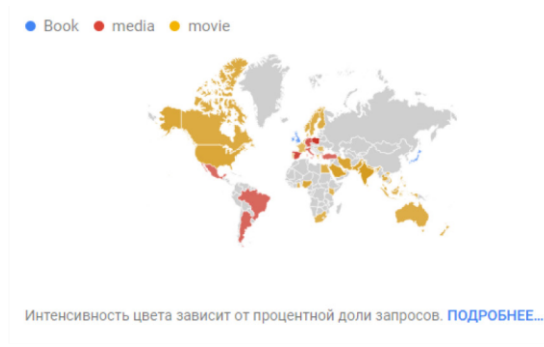 Book media movie
Интенсивность цвета зависит от процентной доли запросов. ПОДРОБНЕЕ...